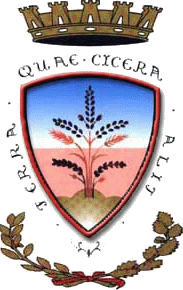 TERRA · QUAE · CICERA · ALIT